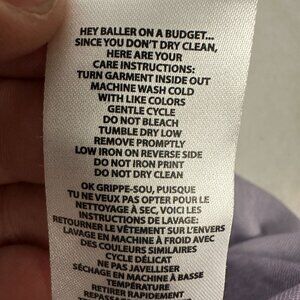 HEY BALLER ON A BUDGET...
SINCE YOU DON'T DRY CLEAN,
HERE ARE YOUR
CARE INSTRUCTIONS:
TURN GARMENT INSIDE OUT
MACHINE WASH COLD
WITH LIKE COLORS
GENTLE CYCLE
DO NOT BLEACH
TUMBLE DRY LOW
REMOVE PROMPTLY
LOW IRON ON REVERSE SIDE
DO NOT IRON PRINT
DO NOT DRY CLEAN
OK GRIPPE-SOU, PUISQUE
TU NE VEUX PAS OPTER POUR LE
NETTOYAGE À SEC, VOICI LES
INSTRUCTIONS DE LAVAGE:
RETOURNER LE VÊTEMENT SUR L'ENVERS
LAVAGE EN MACHINE À FROID AVEC
DES COULEURS SIMILAIRES
CYCLE DÉLICAT
NE PAS JAVELLISER
SÉCHAGE EN MACHINE À BASSE
TEMPÉRATURE
RETIRER RAPIDEMENT